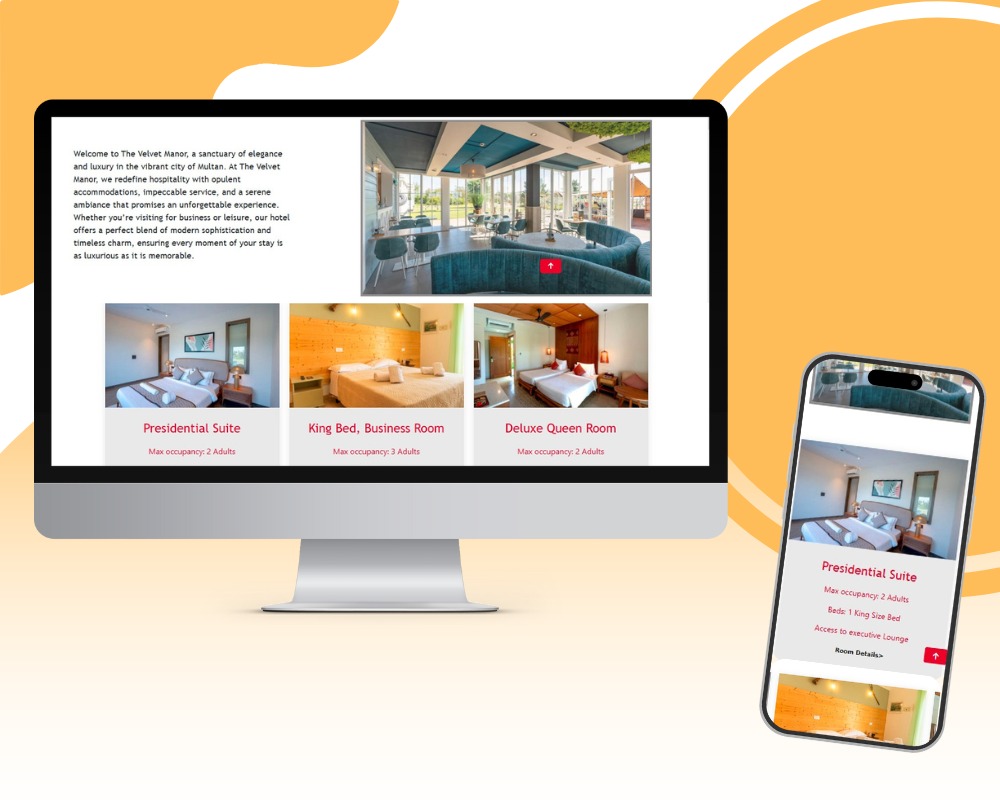 Welcome to The Velvet Manor, a sanctuary of elegance
and luxury in the vibrant city of Multan. At The Velvet
Manor, we redefine hospitality with opulent
accommodations, impeccable service, and a serene
ambiance that promises an unforgettable experience.
Whether you're visiting for business or leisure, our hotel
offers a perfect blend of modern sophistication and
timeless charm, ensuring every moment of your stay is
as luxurious as it is memorable.
Presidential Suite
Max occupancy: 2 Adults
King Bed, Business Room
Max occupancy: 3 Adults
Deluxe Queen Room
Max occupancy: 2 Adults
Presidential Suite
Max occupancy: 2 Adults
Beds: 1 King Size Bed
Access to executive Lounge
Room Details>